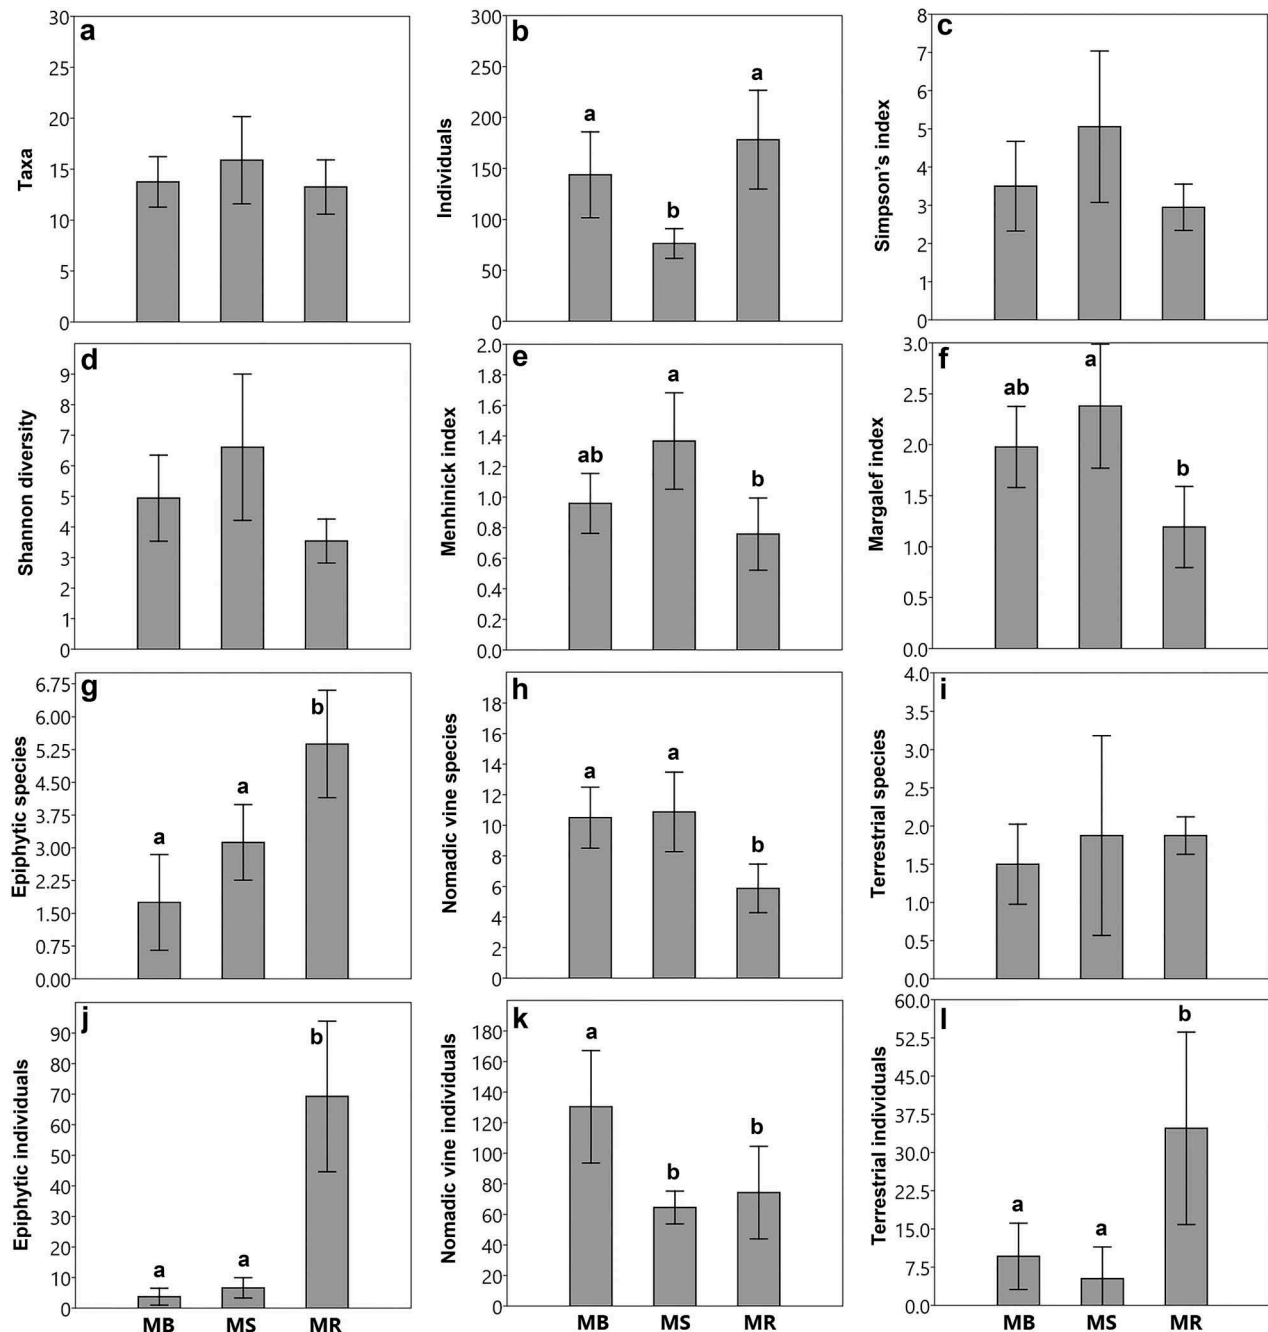 a
30
25
20
15
10
5
0
Taxa
b
300
250
200
150
100
50
0
Individuals
a
b
a
c
8
7
6
5
4
3
2
1
0
Simpson's index
d
9
8
7
6
5
4
3
2
1
0
Shannon diversity
e
2.0
1.8
1.6
1.4
1.2
1.0
0.8
0.6
0.4
0.2
0.0
Menhinick index
ab
a
b
f
3.0
2.5
2.0
1.5
1.0
0.5
0.0
Margalef index
ab
a
b
g
6.75
6.00
5.25
4.50
3.75
3.00
2.25
1.50
0.75
0.00
Epiphytic species
a
a
b
h
18
16
14
12
10
8
6
4
2
0
Nomadic vine species
a
a
b
i
4.0
3.5
3.0
2.5
2.0
1.5
1.0
0.5
0.0
Terrestrial species
j
90
80
70
60
50
40
30
20
10
0
Epiphytic individuals
a
a
b
MB MS MR
k
180
160
140
120
100
80
60
40
20
0
Nomadic vine individuals
a
b
b
MB MS MR
l
60.0
52.5
45.0
37.5
30.0
22.5
15.0
7.5
0.0
Terrestrial individuals
a
a
b
MB MS MR